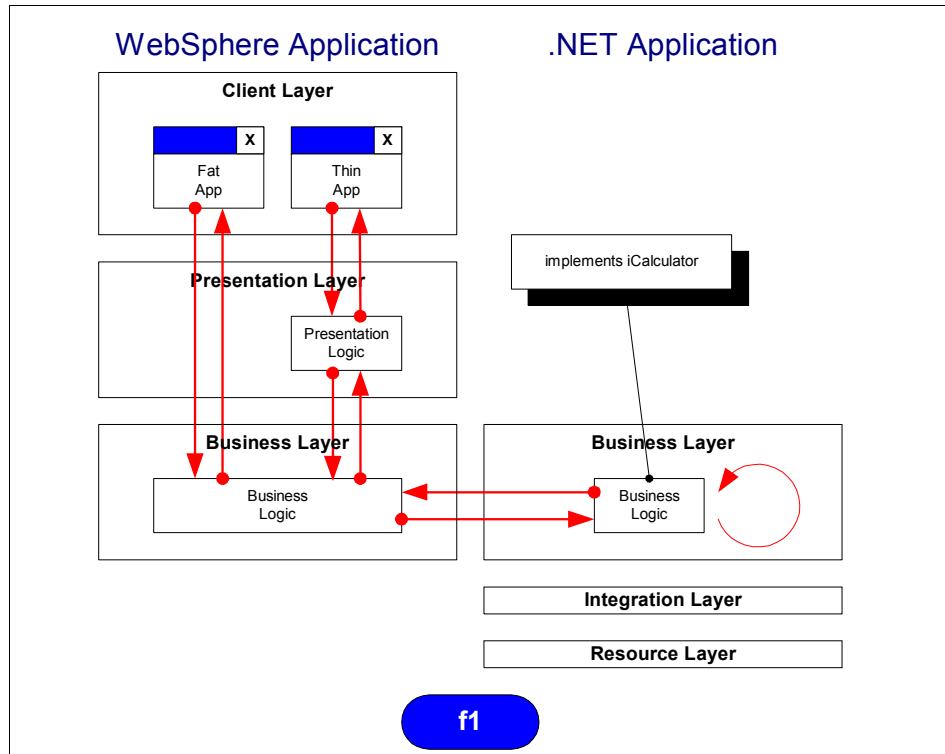 WebSphere Application
.NET Application
Client Layer
X
X
Fat
App
Thin
App
implements iCalculator
Presentation Layer
Presentation
Logic
Business Layer
Business
Logic
Business Layer
Business
Logic
Integration Layer
Resource Layer
f1